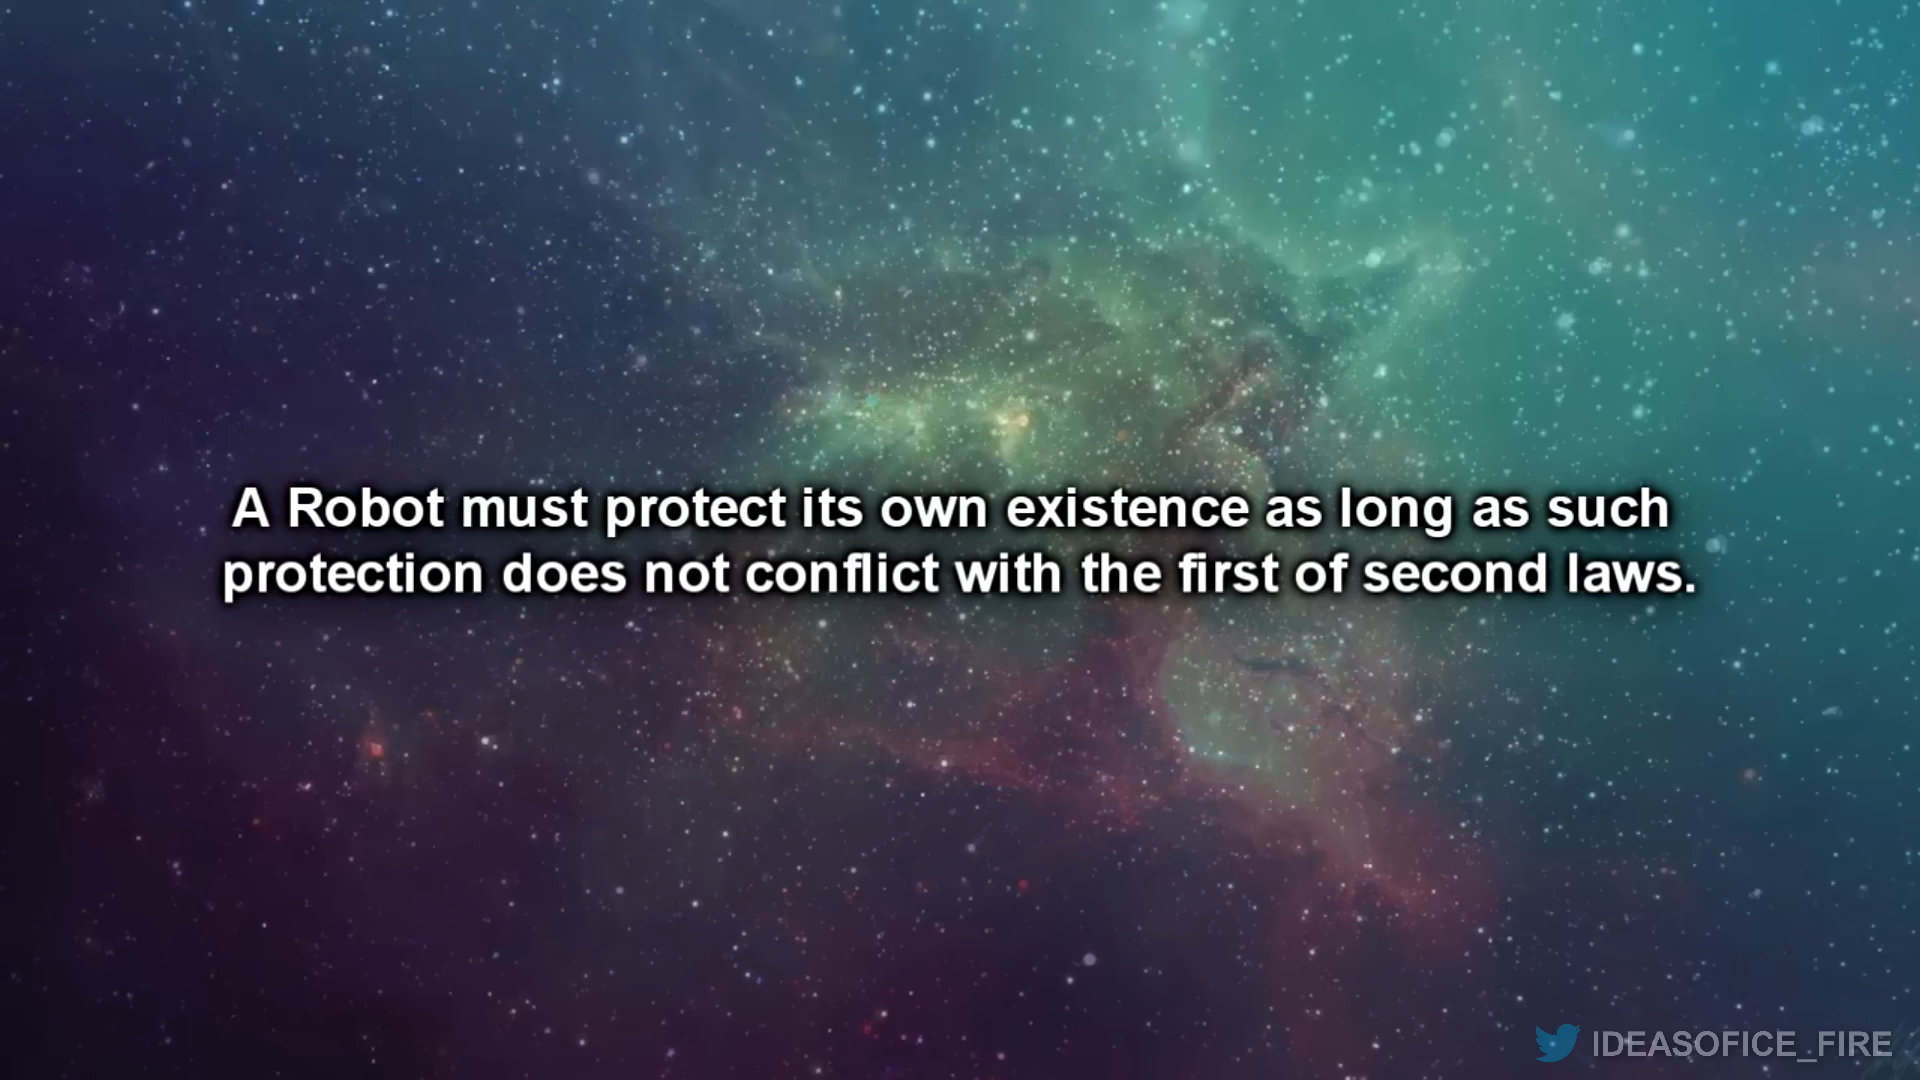 A Robot must protect its own existence as long as such
protection does not conflict with the first of second laws.
IDEASOFICE_FIRE